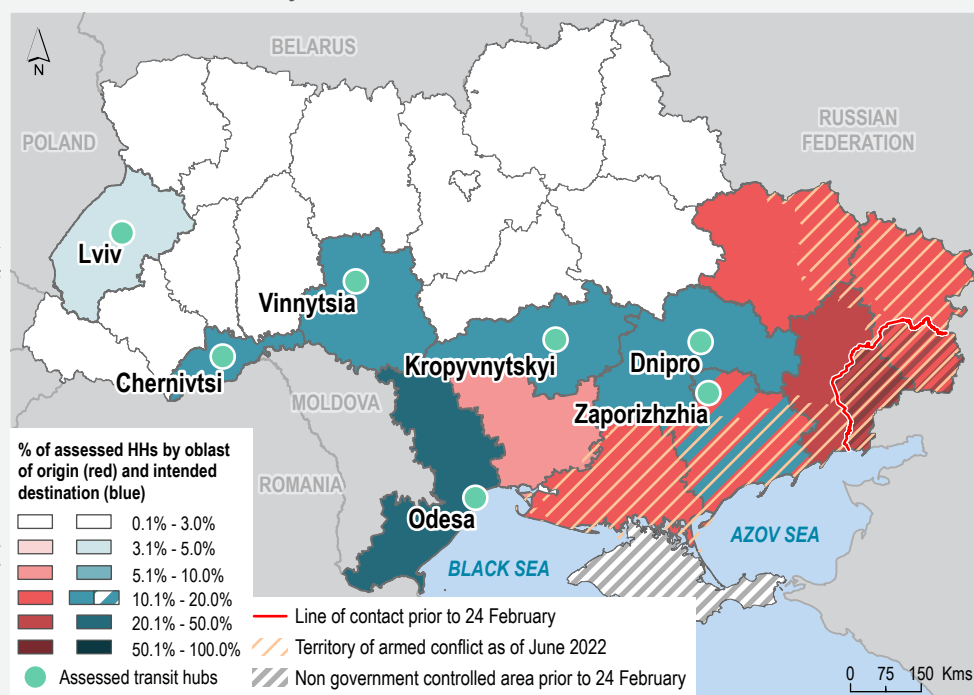 BELARUS
N
POLAND
RUSSIAN
FEDERATION
Lviv
Vinnytsia
Chernivtsi
Kropyvnytskyi
Dnipro
Zaporizhzhia
MOLDOVA
ROMANIA
Odesa
BLACK SEA
AZOV SEA
% of assessed HHs by oblast
of origin (red) and intended
destination (blue)
0.1% - 3.0%
3.1% - 5.0%
5.1% - 10.0%
10.1% - 20.0%
20.1% - 50.0%
50.1% - 100.0%
Assessed transit hubs
Line of contact prior to 24 February
Territory of armed conflict as of June 2022
Non government controlled area prior to 24 February
0 75 150 Kms